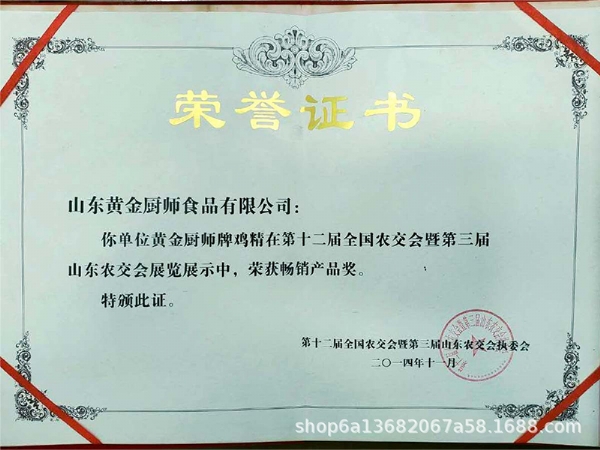 荣誉证书
山东黄金厨师食品有限公司：
你单位黄金厨师牌鸡精在第十二届全国农交会暨第三届
山东农交会展览展示中，荣获畅销产品奖。
特颁此证。
第十二届全国农交会暨第三届山东农交会执委会
二〇一四年十一月
shop6a13682067a58.1688.com